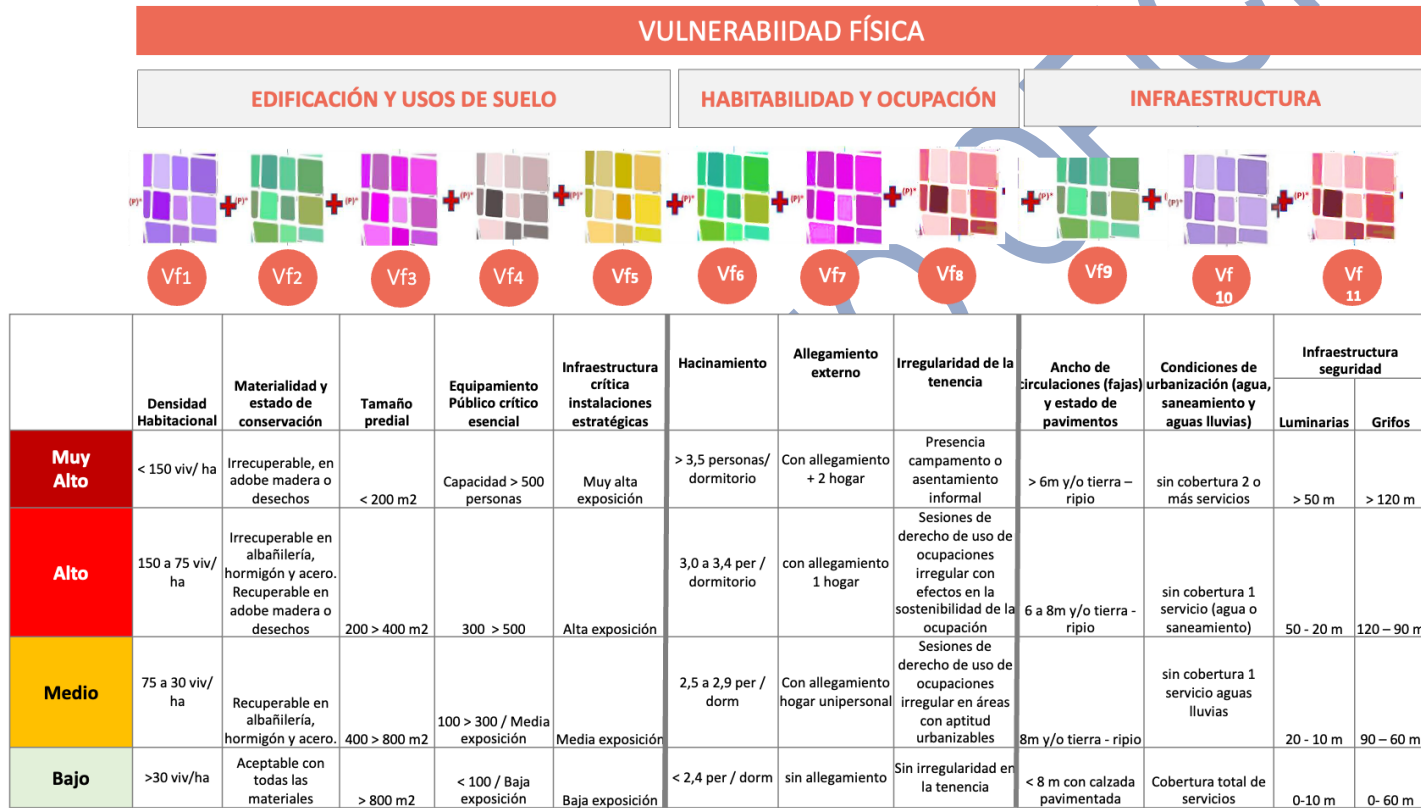 VULNERABIIDAD FÍSICA
EDIFICACIÓN Y USOS DE SUELO
HABITABILIDAD Y OCUPACIÓN
INFRAESTRUCTURA
(P)* + (P)* + (P)* + (P)* + (P)* + (P)* + (P)* + (P)* + (P)* + (P)* + (P)*
Vf1
Vf2
Vf3
Vf4
Vf5
Vf6
Vf7
Vf8
Vf9
Vf
10
Vf
11
Densidad
Habitacional
Materialidad y
estado de
conservación
Tamaño
predial
Equipamiento
Público crítico
esencial
Infraestructura
crítica
instalaciones
estratégicas
Hacinamiento
Allegamiento
externo
Irregularidad de la
tenencia
Ancho de
circulaciones (fajas)
y estado de
pavimentos
Condiciones de
urbanización (agua,
saneamiento y
aguas lluvias)
Infraestructura
seguridad
Luminarias
Grifos
Muy
Alto
< 150 viv/ ha
Irrecuperable, en
adobe madera o
desechos
< 200 m2
Capacidad > 500
personas
Muy alta
exposición
> 3,5 personas/
dormitorio
Con allegamiento
+ 2 hogar
Presencia
campamento o
asentamiento
informal
> 6m y/o tierra –
ripio
sin cobertura 2 o
más servicios
> 50 m
> 120 m
Alto
150 a 75 viv/
ha
Irrecuperable en
albañilería,
hormigón y acero.
Recuperable en
adobe madera o
desechos
200 > 400 m2
300 > 500
Alta exposición
3,0 a 3,4 per /
dormitorio
con allegamiento
1 hogar
Sesiones de
derecho de uso de
ocupaciones
irregular con
efectos en la
sostenibilidad de la
ocupación
6 a 8m y/o tierra -
ripio
sin cobertura 1
servicio (agua o
saneamiento)
50 - 20 m
120 – 90 m
Medio
75 a 30 viv/
ha
Recuperable en
albañilería,
hormigón y acero.
400 > 800 m2
100 > 300 / Media
exposición
Media exposición
2,5 a 2,9 per /
dorm
Con allegamiento
hogar unipersonal
Sesiones de
derecho de uso de
ocupaciones
irregular en áreas
con aptitud
urbanizables
8m y/o tierra - ripio
sin cobertura 1
servicio aguas
lluvias
20 - 10 m
90 – 60 m
Bajo
>30 viv/ha
Aceptable con
todas las
materiales
> 800 m2
< 100 / Baja
exposición
Baja exposición
< 2,4 per / dorm
sin allegamiento
Sin irregularidad en
la tenencia
< 8 m con calzada
pavimentada
Cobertura total de
servicios
0-10 m
0- 60 m